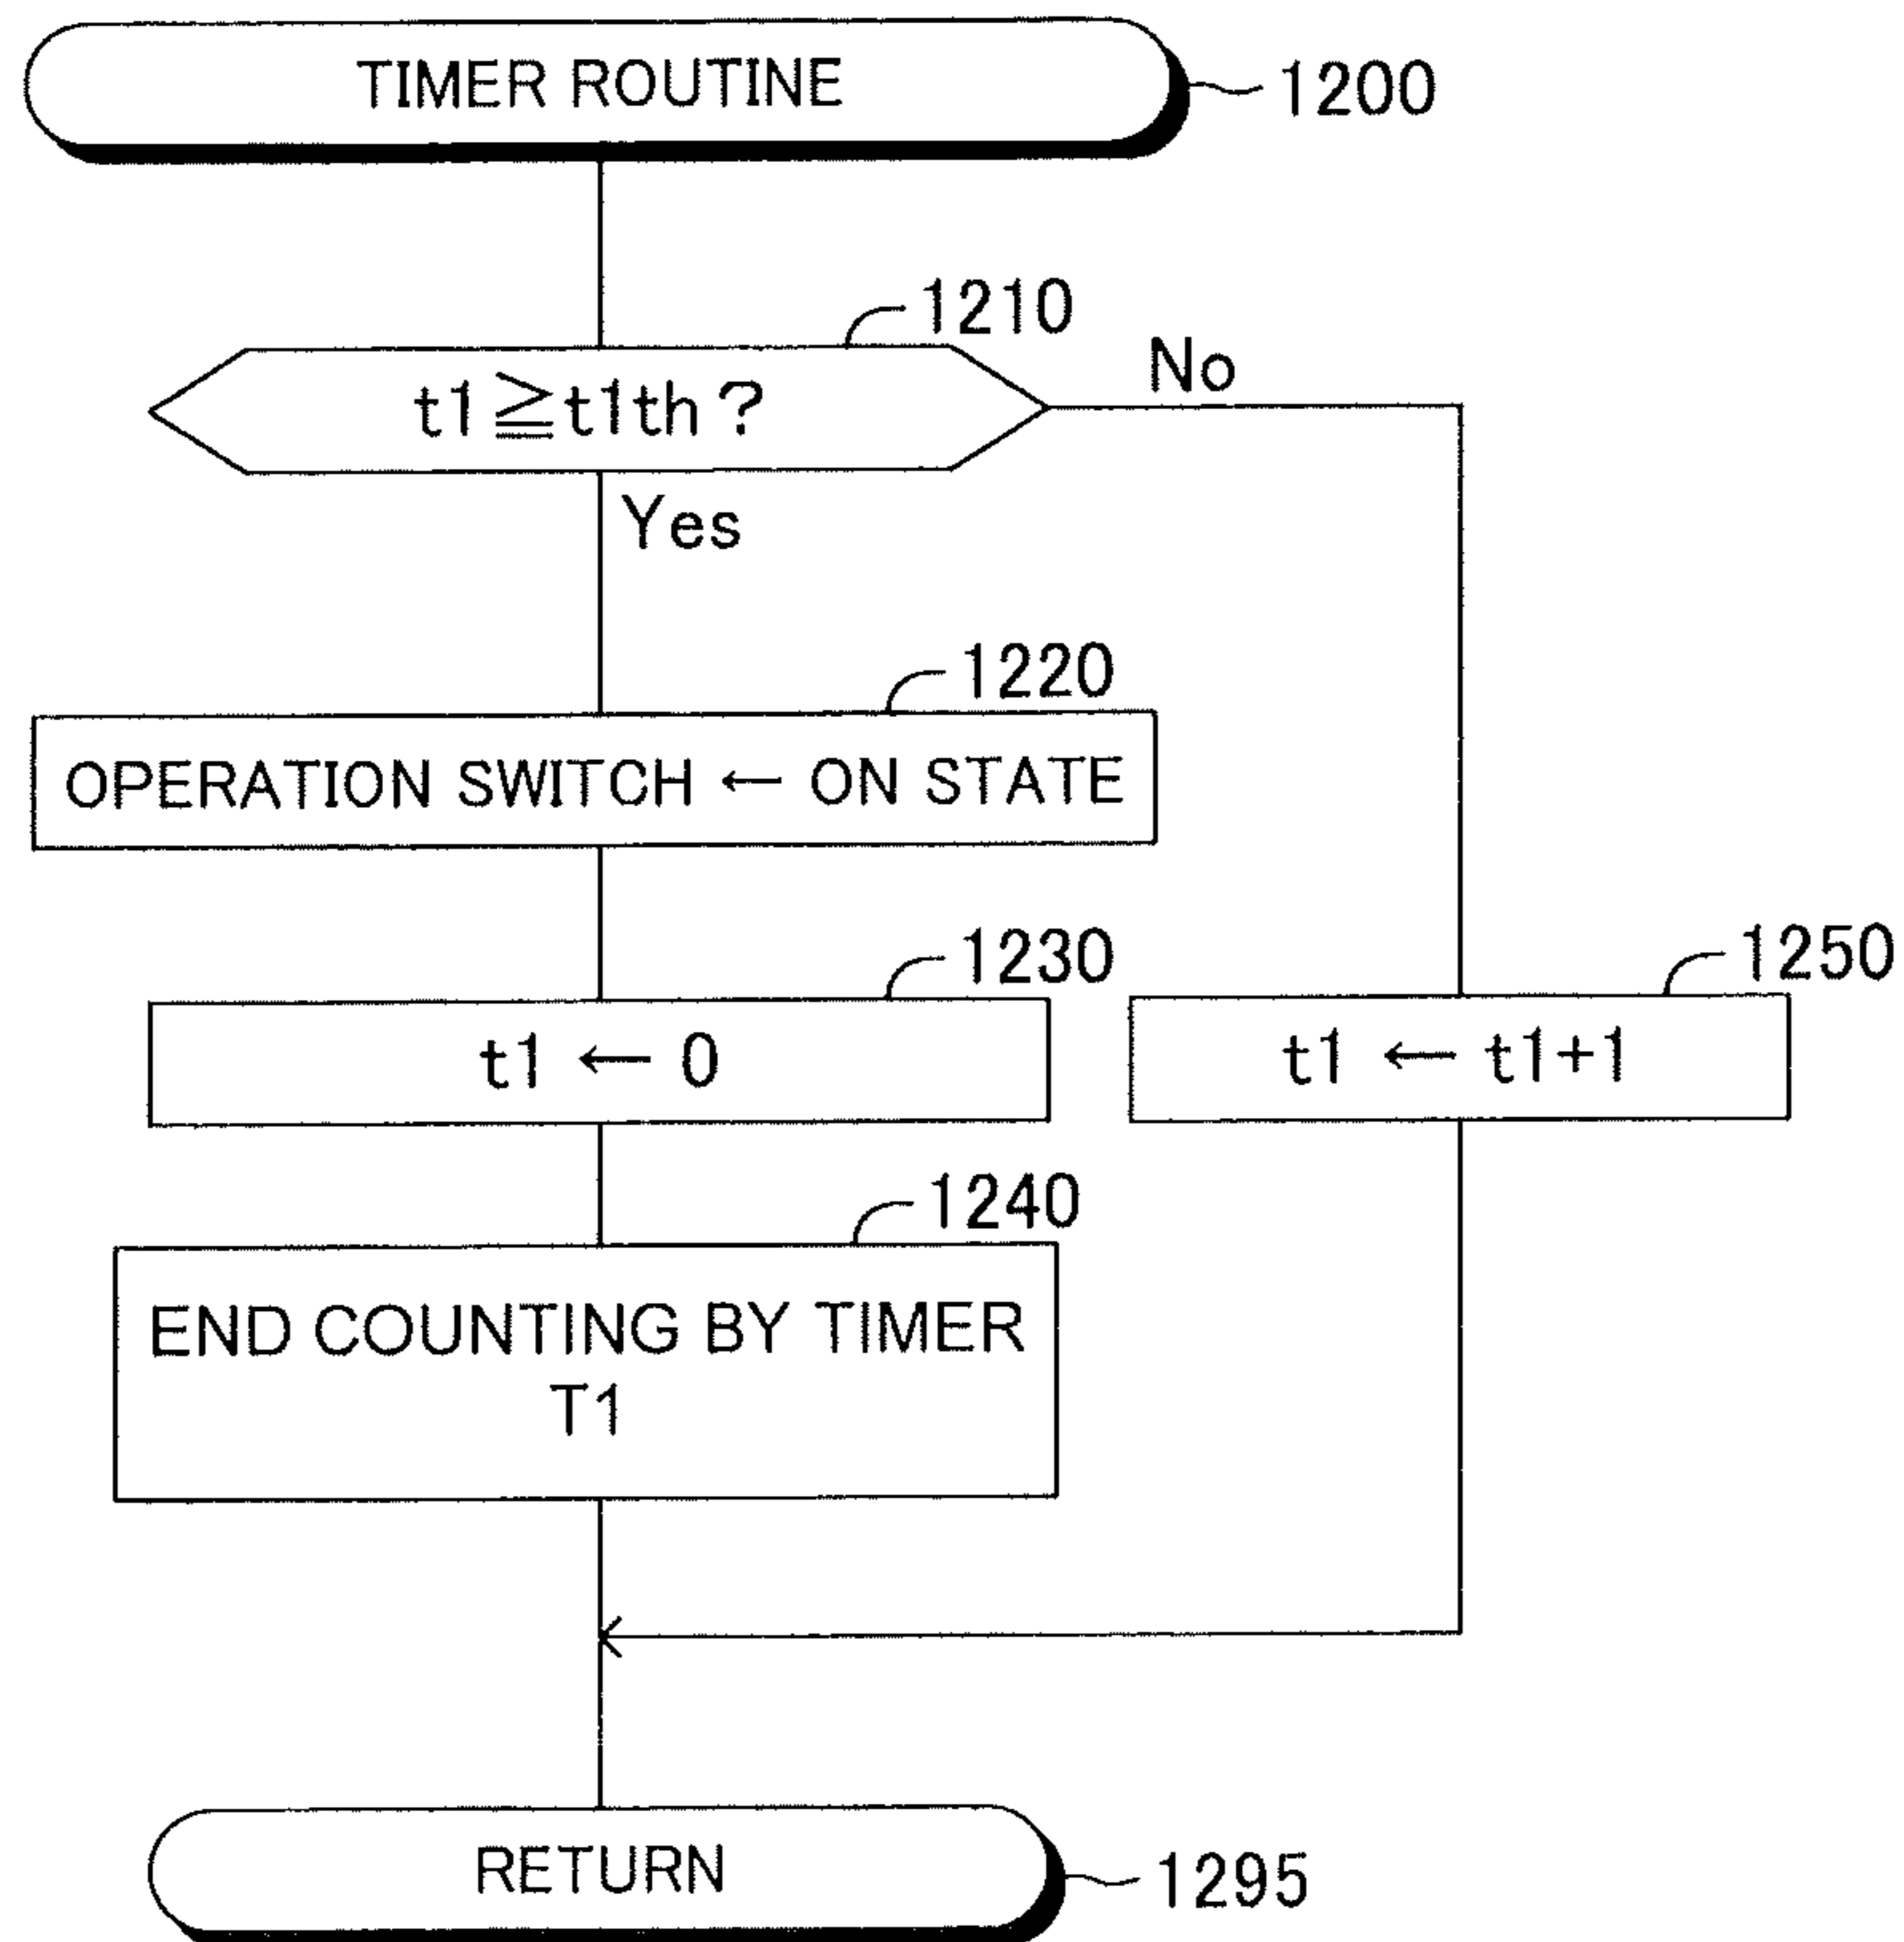 TIMER ROUTINE
1200
1210
t1≧t1th?
No
Yes
1220
OPERATION SWITCH ← ON STATE
1230
t1 ← 0
1250
t1 ← t1+1
1240
END COUNTING BY TIMER
T1
RETURN
1295